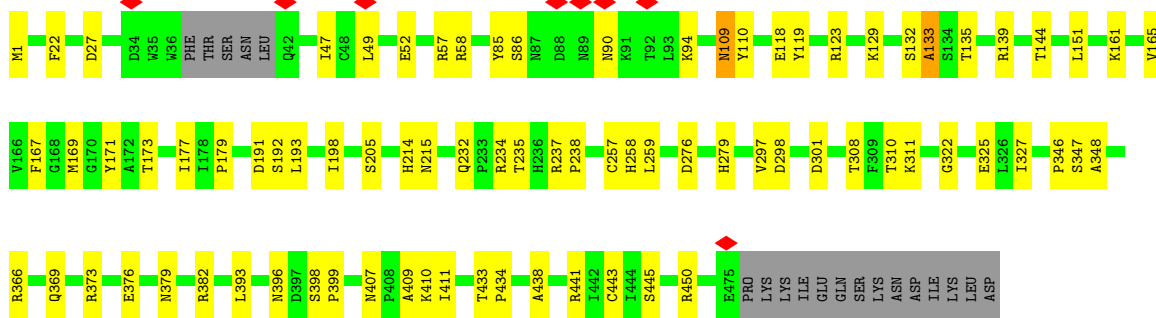 M1 F22 D27 D34 W35 W36 PHE THR SER ASN LEU Q42 I47 C48 L49 E52 R57 R58 Y85 S86 N87 D88 N89 N90 K91 T92 L93 K94 N109 Y110 E118 Y119 R123 K129 S132 A133 S134 T135 R139 T144 L151 K161 V165
V166 F167 G168 M169 G170 Y171 A172 T173 I177 I178 P179 D191 S192 L193 I198 S205 H214 N215 Q232 P233 R234 T235 H236 R237 P238 C257 H258 L259 D276 H279 V297 D298 D301 T308 F309 T310 K311 G322 E325 L326 I327 P346 S347 A348
R366 Q369 R373 E376 N379 R382 L393 N396 D397 S398 P399 N407 P408 A409 K410 I411 T433 P434 A438 R441 I442 C443 I444 S445 R450 E475 PRO LYS LYS ILE GLU GLN SER LYS ASN ASP ILE LYS LEU ASP